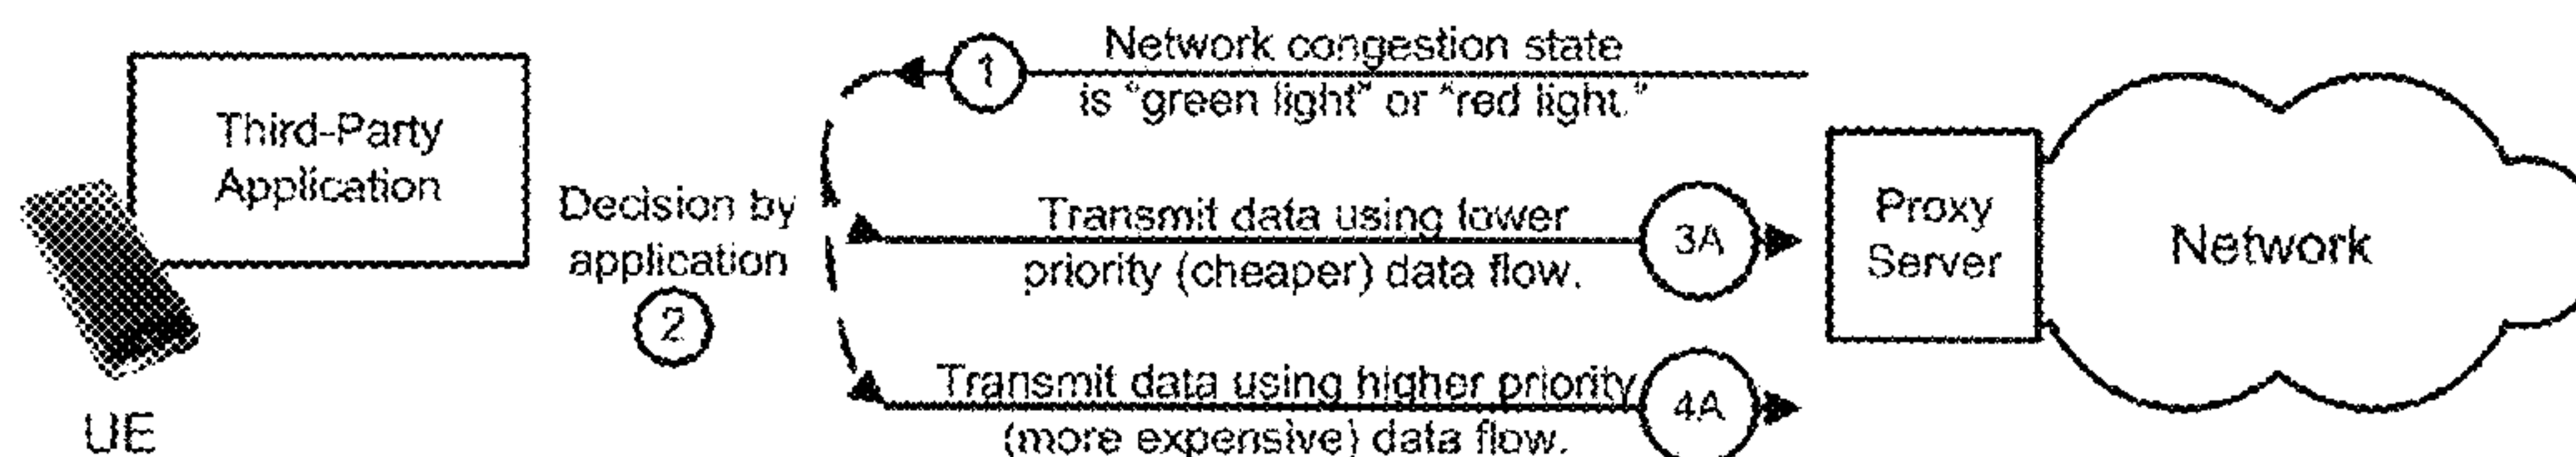 Third-Party
Application
UE
Decision by
application
2
1
Network congestion state
is "green light" or "red light."
Transmit data using lower
priority (cheaper) data flow.
3A
Transmit data using higher priority
(more expensive) data flow.
4A
Proxy
Server
Network